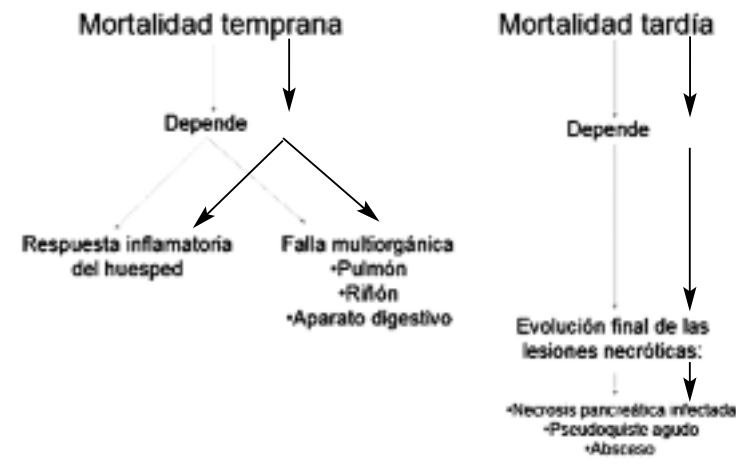 Mortalidad temprana
Depende
Respuesta inflamatoria
del huesped
Falla multiorgánica
•Pulmón
•Riñón
•Aparato digestivo
Mortalidad tardía
Depende
Evolución final de las
lesiones necróticas:
•Necrosis pancreática infectada
•Pseudoquiste agudo
•Absceso